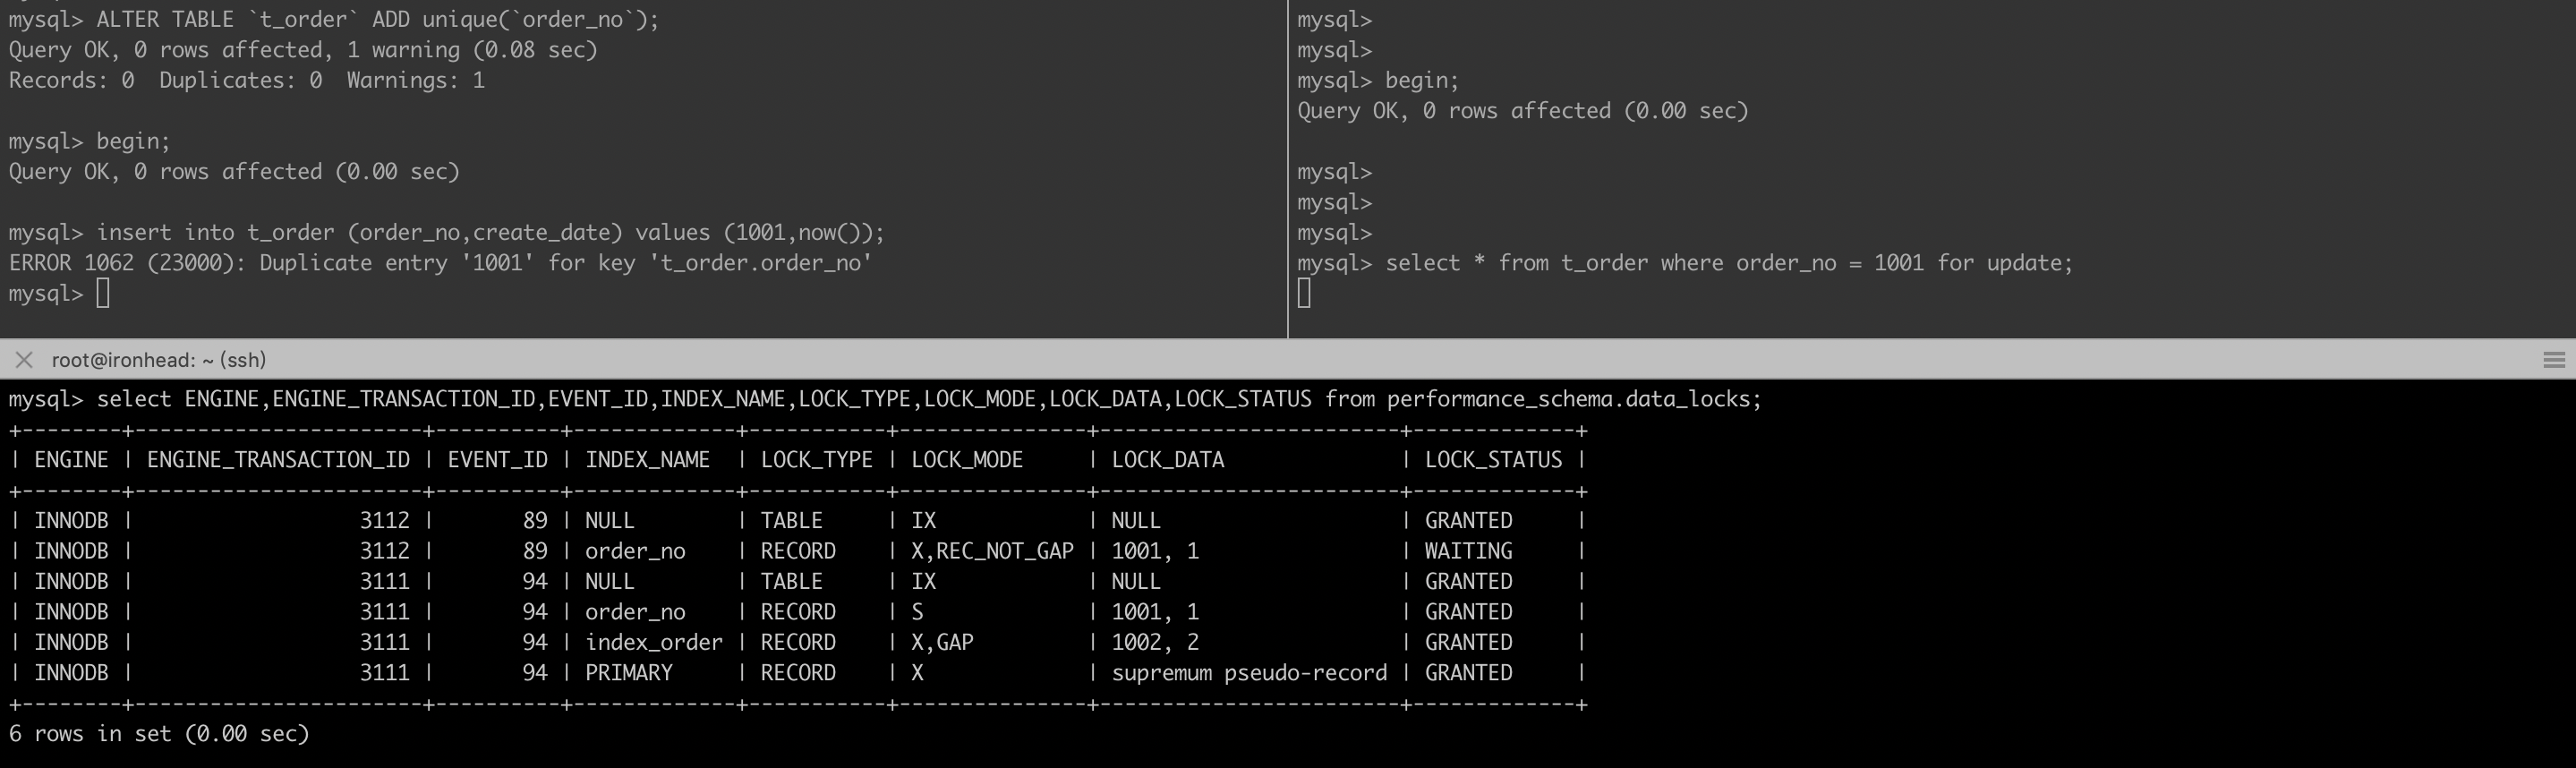 mysql> ALTER TABLE `t_order` ADD unique(`order_no`);
Query OK, 0 rows affected, 1 warning (0.08 sec)
Records: 0  Duplicates: 0  Warnings: 1
mysql> begin;
Query OK, 0 rows affected (0.00 sec)
mysql> insert into t_order (order_no,create_date) values (1001,now());
ERROR 1062 (23000): Duplicate entry '1001' for key 't_order.order_no'
mysql>
mysql>
mysql>
mysql> begin;
Query OK, 0 rows affected (0.00 sec)
mysql>
mysql>
mysql>
mysql> select * from t_order where order_no = 1001 for update;
root@ironhead: ~ (ssh)
mysql> select ENGINE,ENGINE_TRANSACTION_ID,EVENT_ID,INDEX_NAME,LOCK_TYPE,LOCK_MODE,LOCK_DATA,LOCK_STATUS from performance_schema.data_locks;
+--------+-----------------------+----------+-------------+-----------+---------------+------------------------+-------------+
| ENGINE | ENGINE_TRANSACTION_ID | EVENT_ID | INDEX_NAME  | LOCK_TYPE | LOCK_MODE     | LOCK_DATA              | LOCK_STATUS |
+--------+-----------------------+----------+-------------+-----------+---------------+------------------------+-------------+
| INNODB |                  3112 |       89 | NULL        | TABLE     | IX            | NULL                   | GRANTED     |
| INNODB |                  3112 |       89 | order_no    | RECORD    | X,REC_NOT_GAP | 1001, 1                | WAITING     |
| INNODB |                  3111 |       94 | NULL        | TABLE     | IX            | NULL                   | GRANTED     |
| INNODB |                  3111 |       94 | order_no    | RECORD    | S             | 1001, 1                | GRANTED     |
| INNODB |                  3111 |       94 | index_order | RECORD    | X,GAP         | 1002, 2                | GRANTED     |
| INNODB |                  3111 |       94 | PRIMARY     | RECORD    | X             | supremum pseudo-record | GRANTED     |
+--------+-----------------------+----------+-------------+-----------+---------------+------------------------+-------------+
6 rows in set (0.00 sec)